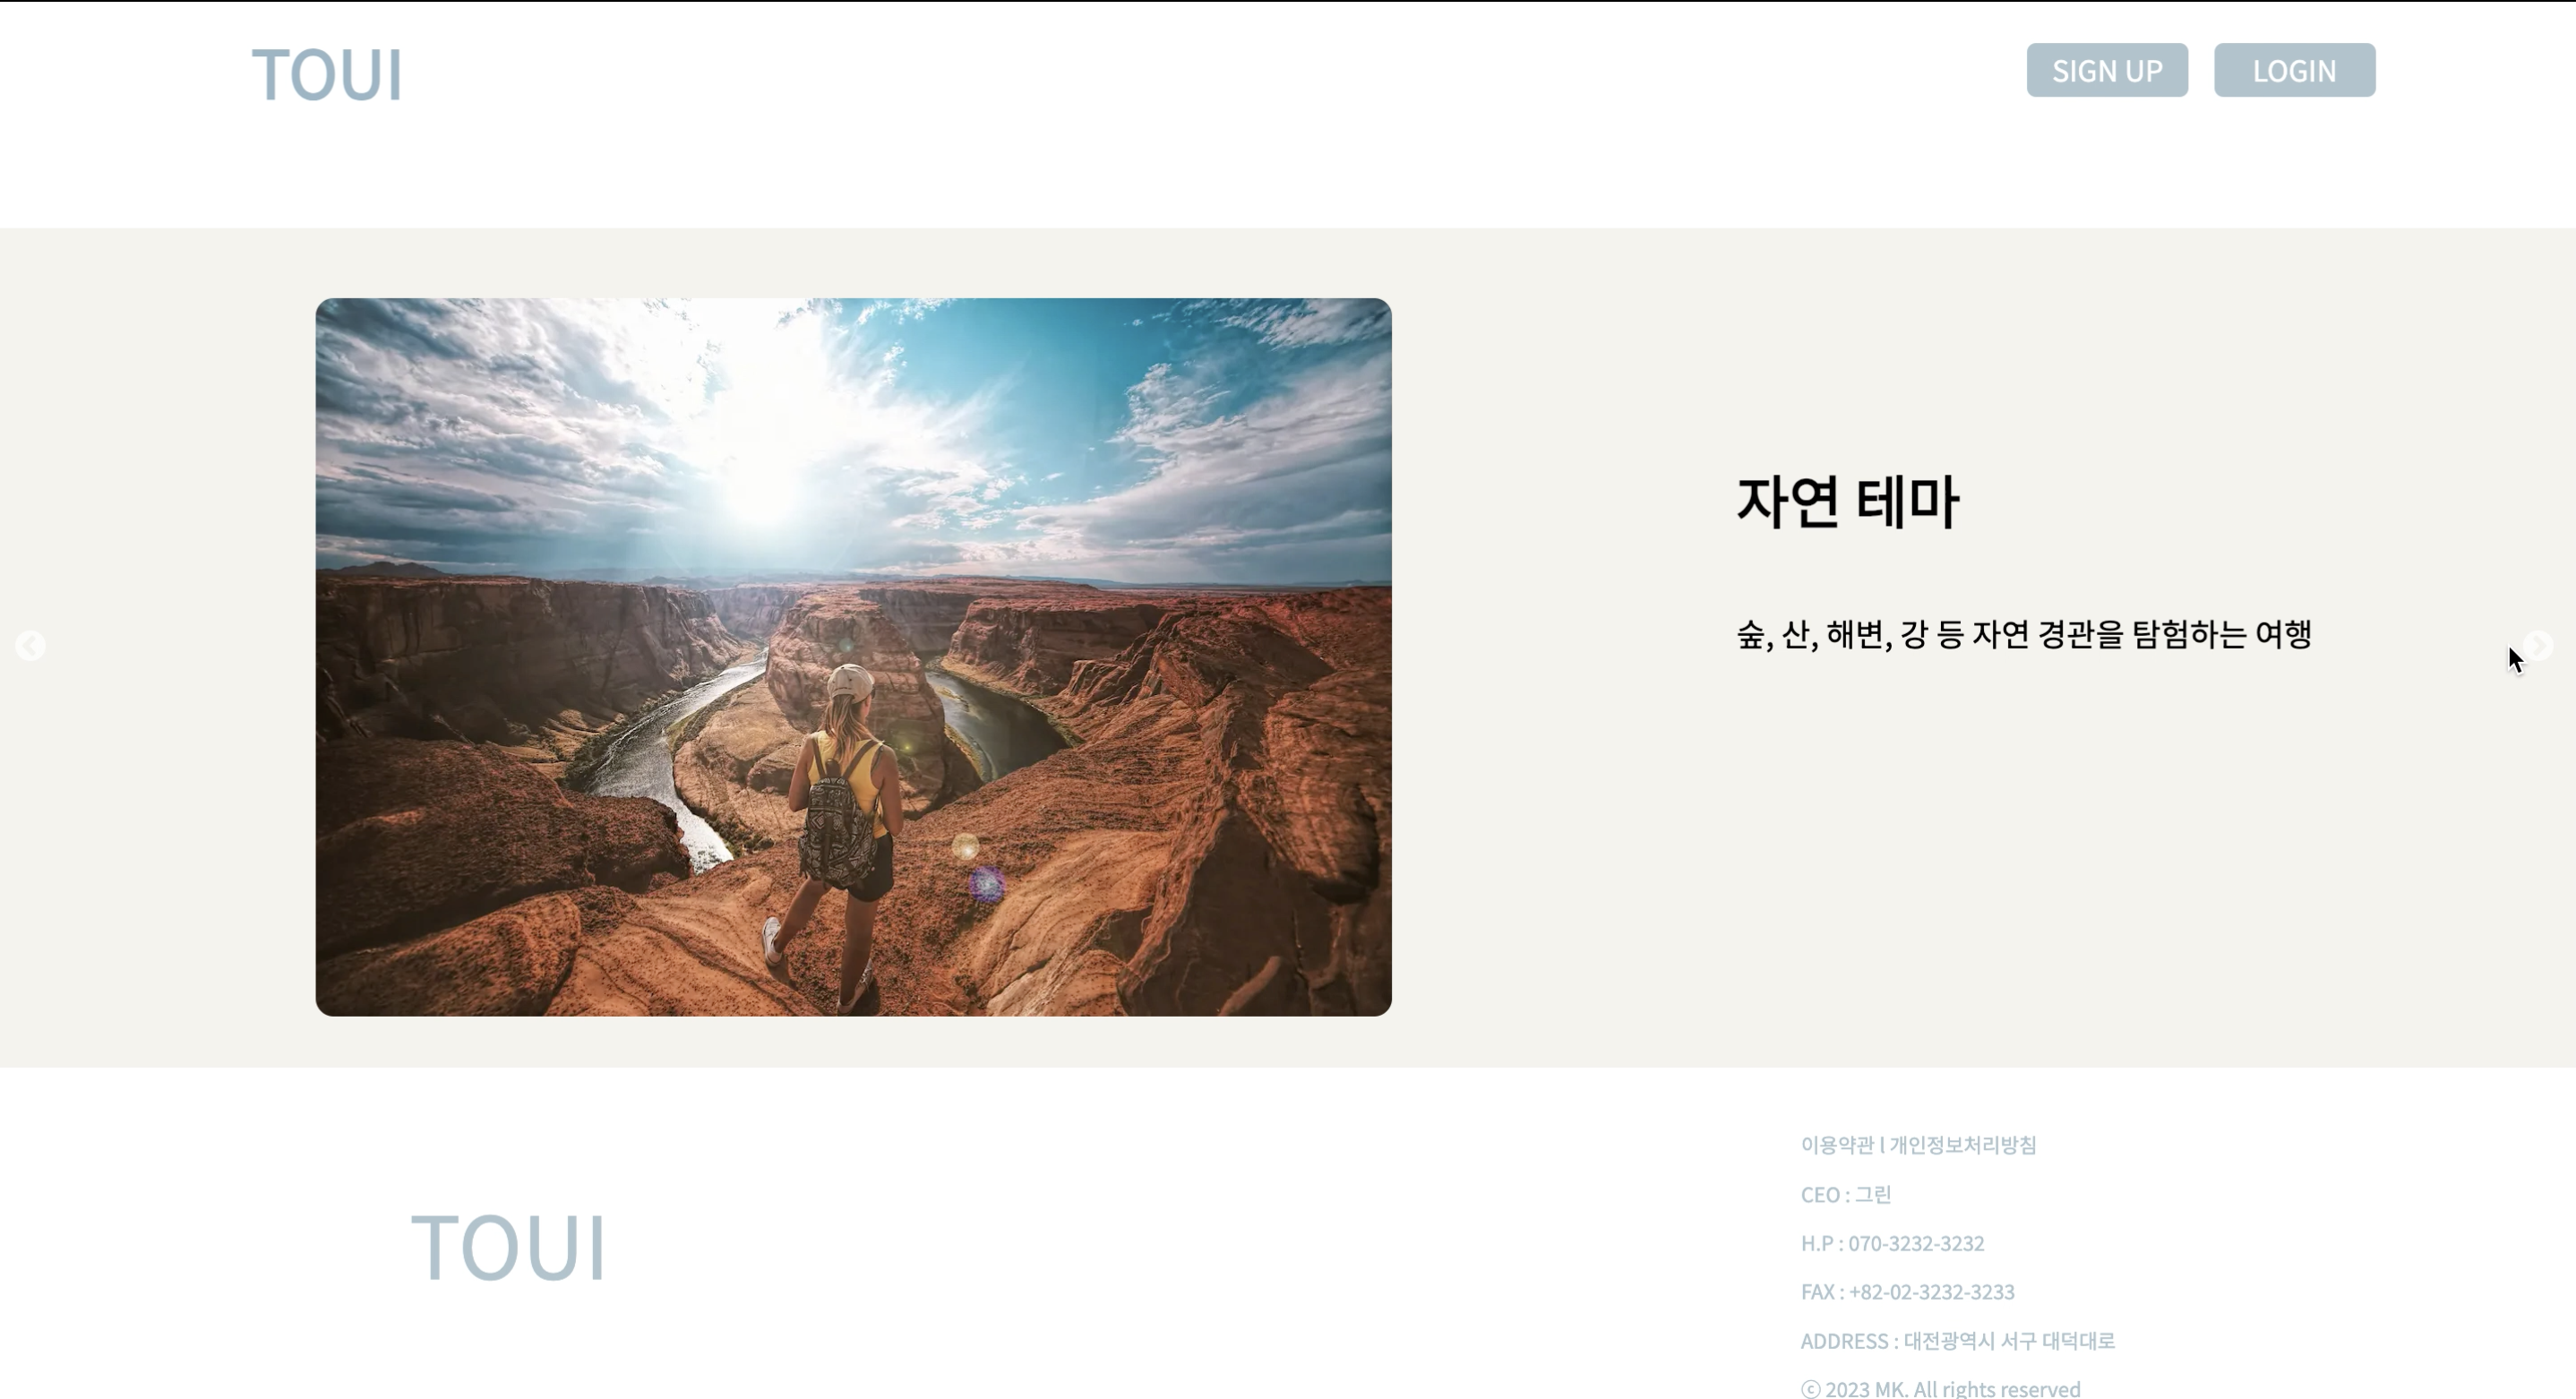 TOUI
SIGN UP
LOGIN
자연 테마
숲, 산, 해변, 강 등 자연 경관을 탐험하는 여행
이용약관 l 개인정보처리방침
TOUI
CEO : 그린
H.P : 070-3232-3232
FAX : +82-02-3232-3233
ADDRESS : 대전광역시 서구 대덕대로
ⓒ 2023 MK. All rights reserved